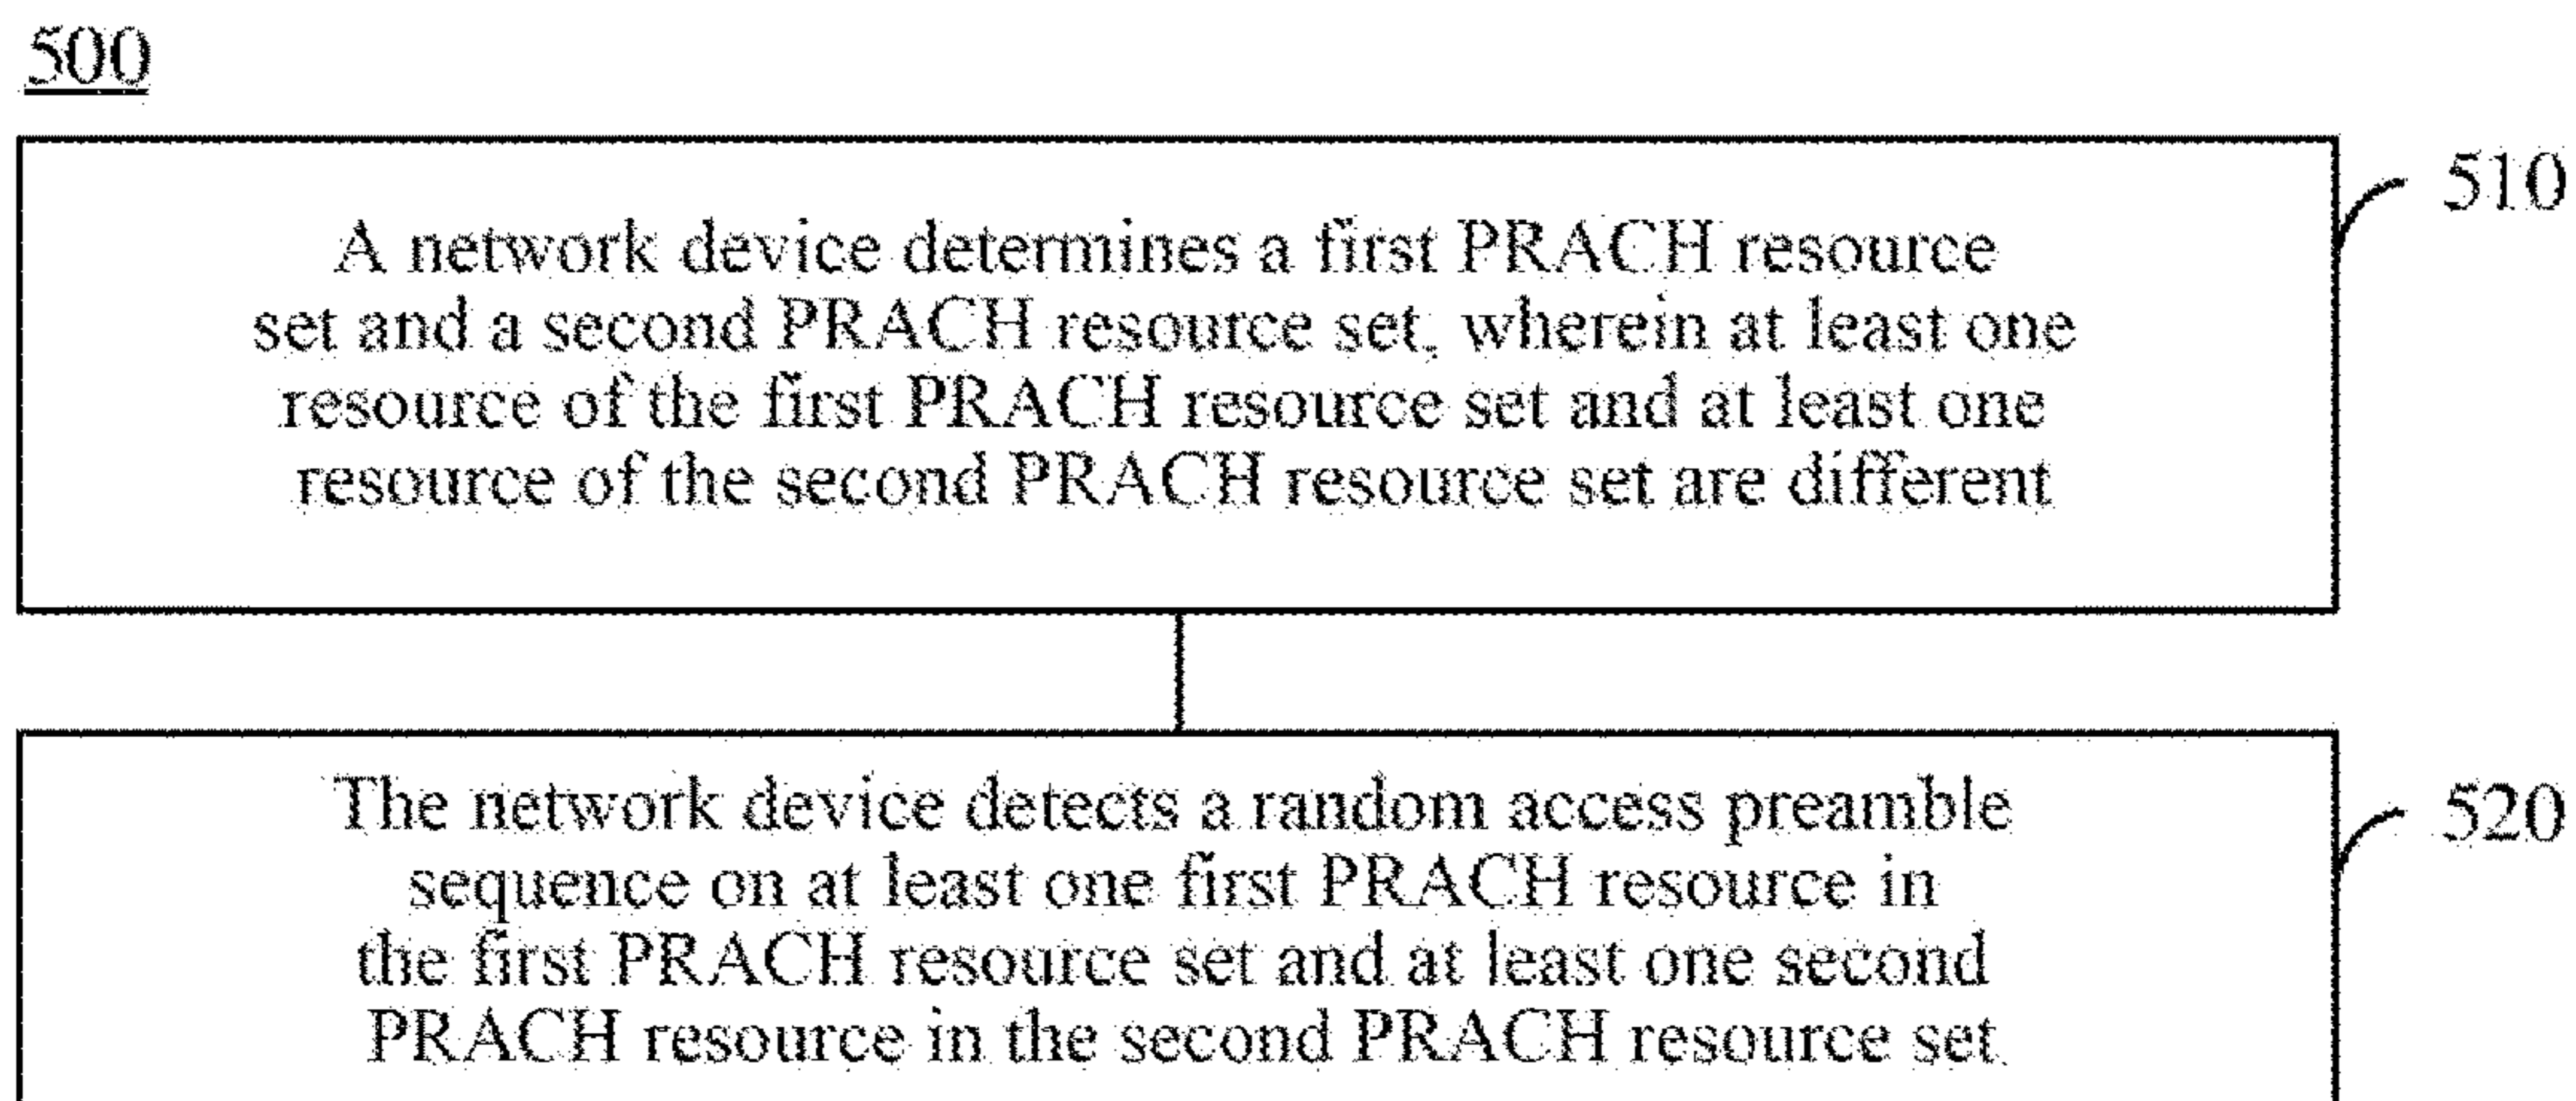 500
510
A network device determines a first PRACH resource
set and a second PRACH resource set, wherein at least one
resource of the first PRACH resource set and at least one
resource of the second PRACH resource set are different
520
The network device detects a random access preamble
sequence on at least one first PRACH resource in
the first PRACH resource set and at least one second
PRACH resource in the second PRACH resource set.